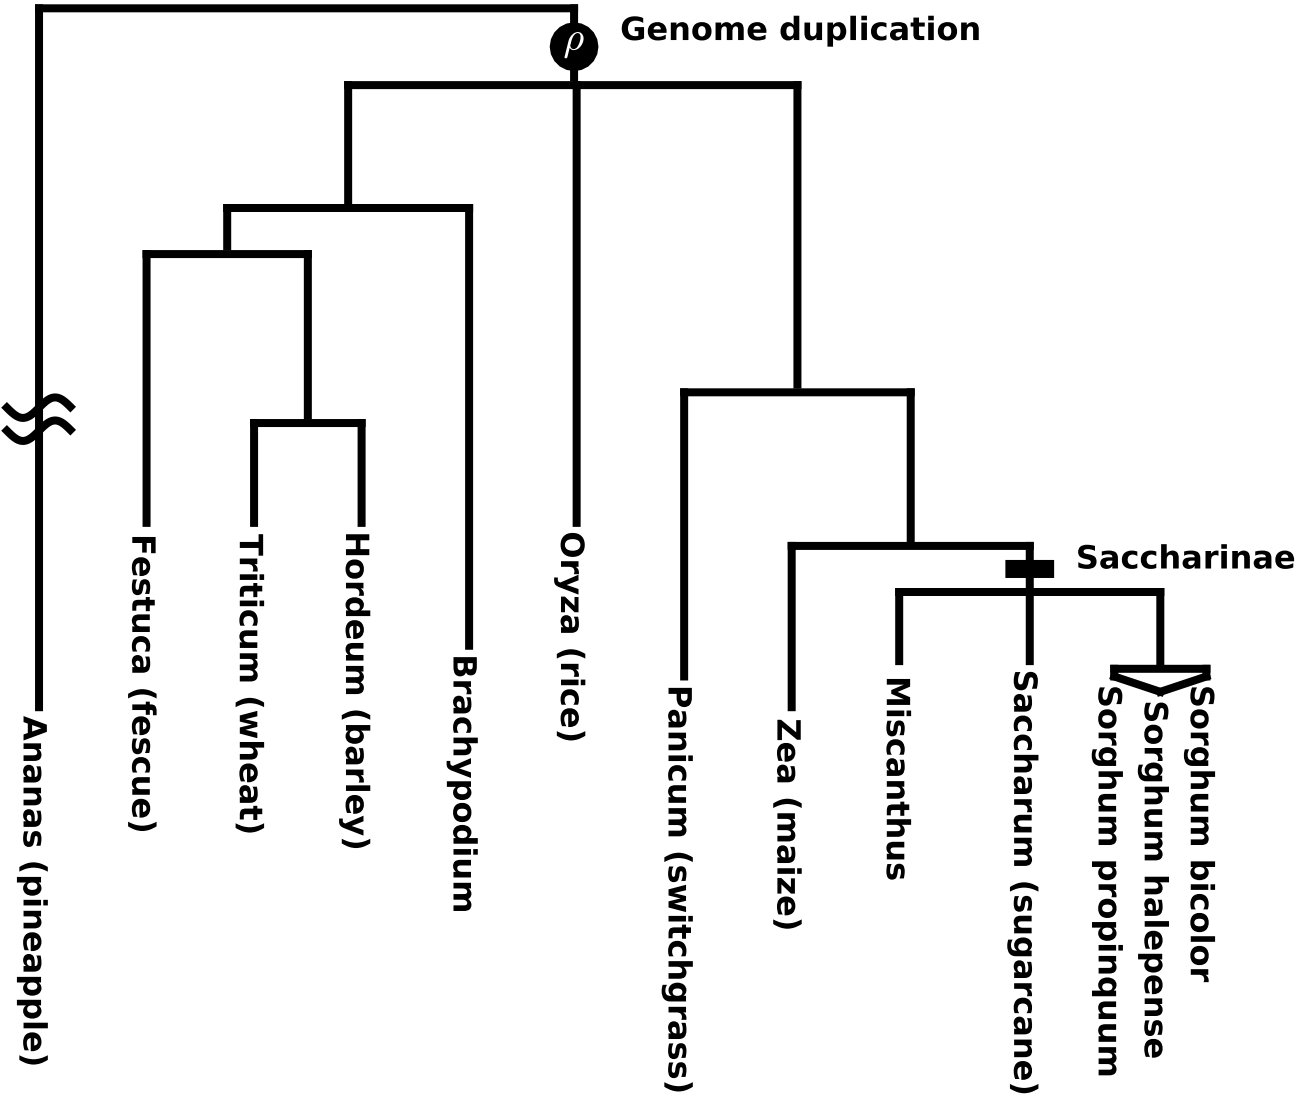 ρ
Genome duplication
Saccharinae
Ananas (pineapple)
Festuca (fescue)
Triticum (wheat)
Hordeum (barley)
Brachypodium
Oryza (rice)
Panicum (switchgrass)
Zea (maize)
Miscanthus
Saccharum (sugarcane)
Sorghum propinquum
Sorghum halepense
Sorghum bicolor